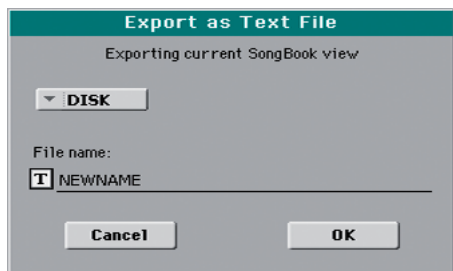 Export as Text File
Exporting current SongBook view
DISK
File name:
T NEWNAME
Cancel OK